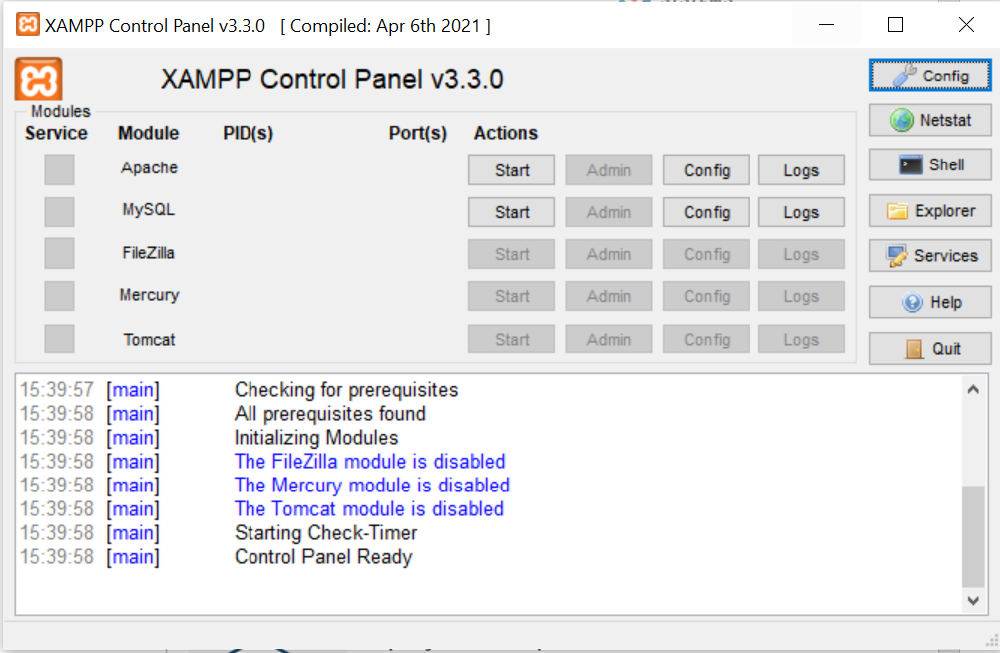 XAMPP Control Panel v3.3.0 [ Compiled: Apr 6th 2021 ]
XAMPP Control Panel v3.3.0
Config
Modules
Service Module PID(s) Port(s) Actions
Netstat
Apache Start Admin Config Logs
Shell
MySQL Start Admin Config Logs
Explorer
FileZilla Start Admin Config Logs
Services
Mercury Start Admin Config Logs
Help
Tomcat Start Admin Config Logs
Quit
15:39:57 [main] Checking for prerequisites
15:39:58 [main] All prerequisites found
15:39:58 [main] Initializing Modules
15:39:58 [main] The FileZilla module is disabled
15:39:58 [main] The Mercury module is disabled
15:39:58 [main] The Tomcat module is disabled
15:39:58 [main] Starting Check-Timer
15:39:58 [main] Control Panel Ready